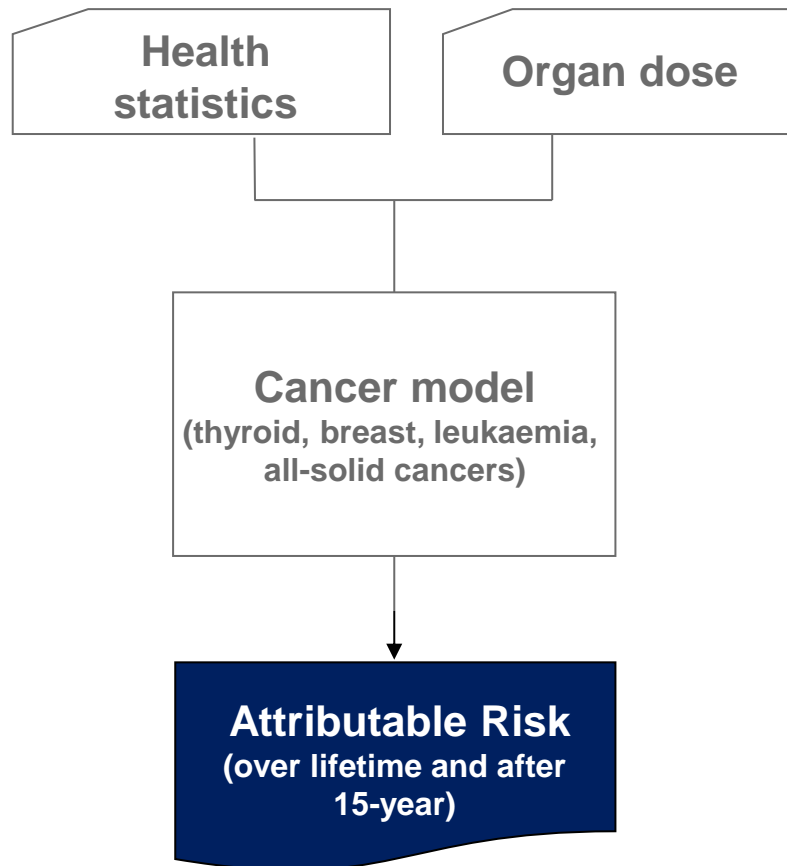 Health
statistics
Organ dose
Cancer model
(thyroid, breast, leukaemia,
all-solid cancers)
Attributable Risk
(over lifetime and after
15-year)